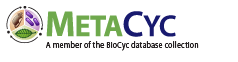 METACYC
A member of the BioCyc database collection